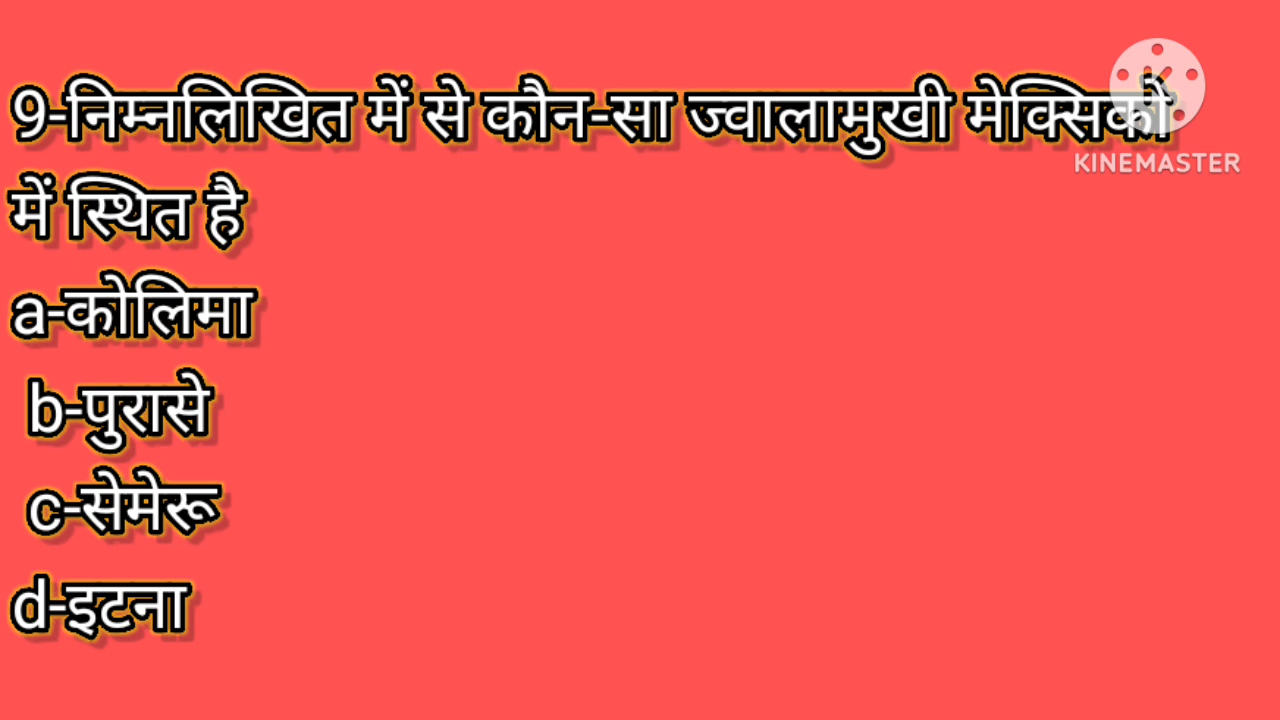 9-निम्नलिखित में से कौन-सा ज्वालामुखी मेक्सिको
KINEMASTER
में स्थित है
a-कोलिमा
b-पुरासे
c-सेमेरू
d-इटना